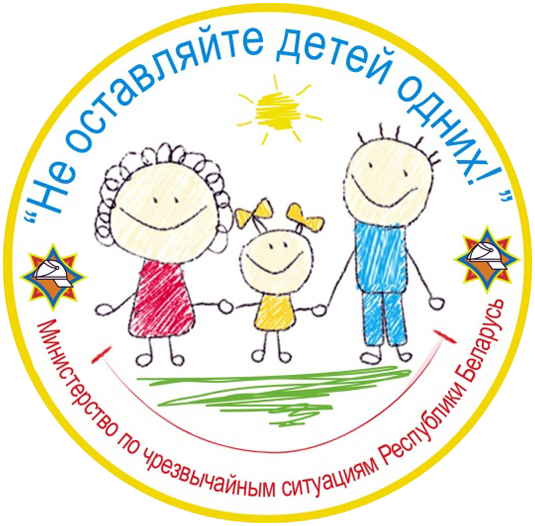 “Не оставляйте детей одних! ”
Министерство по чрезвычайным ситуациям Республики Беларусь